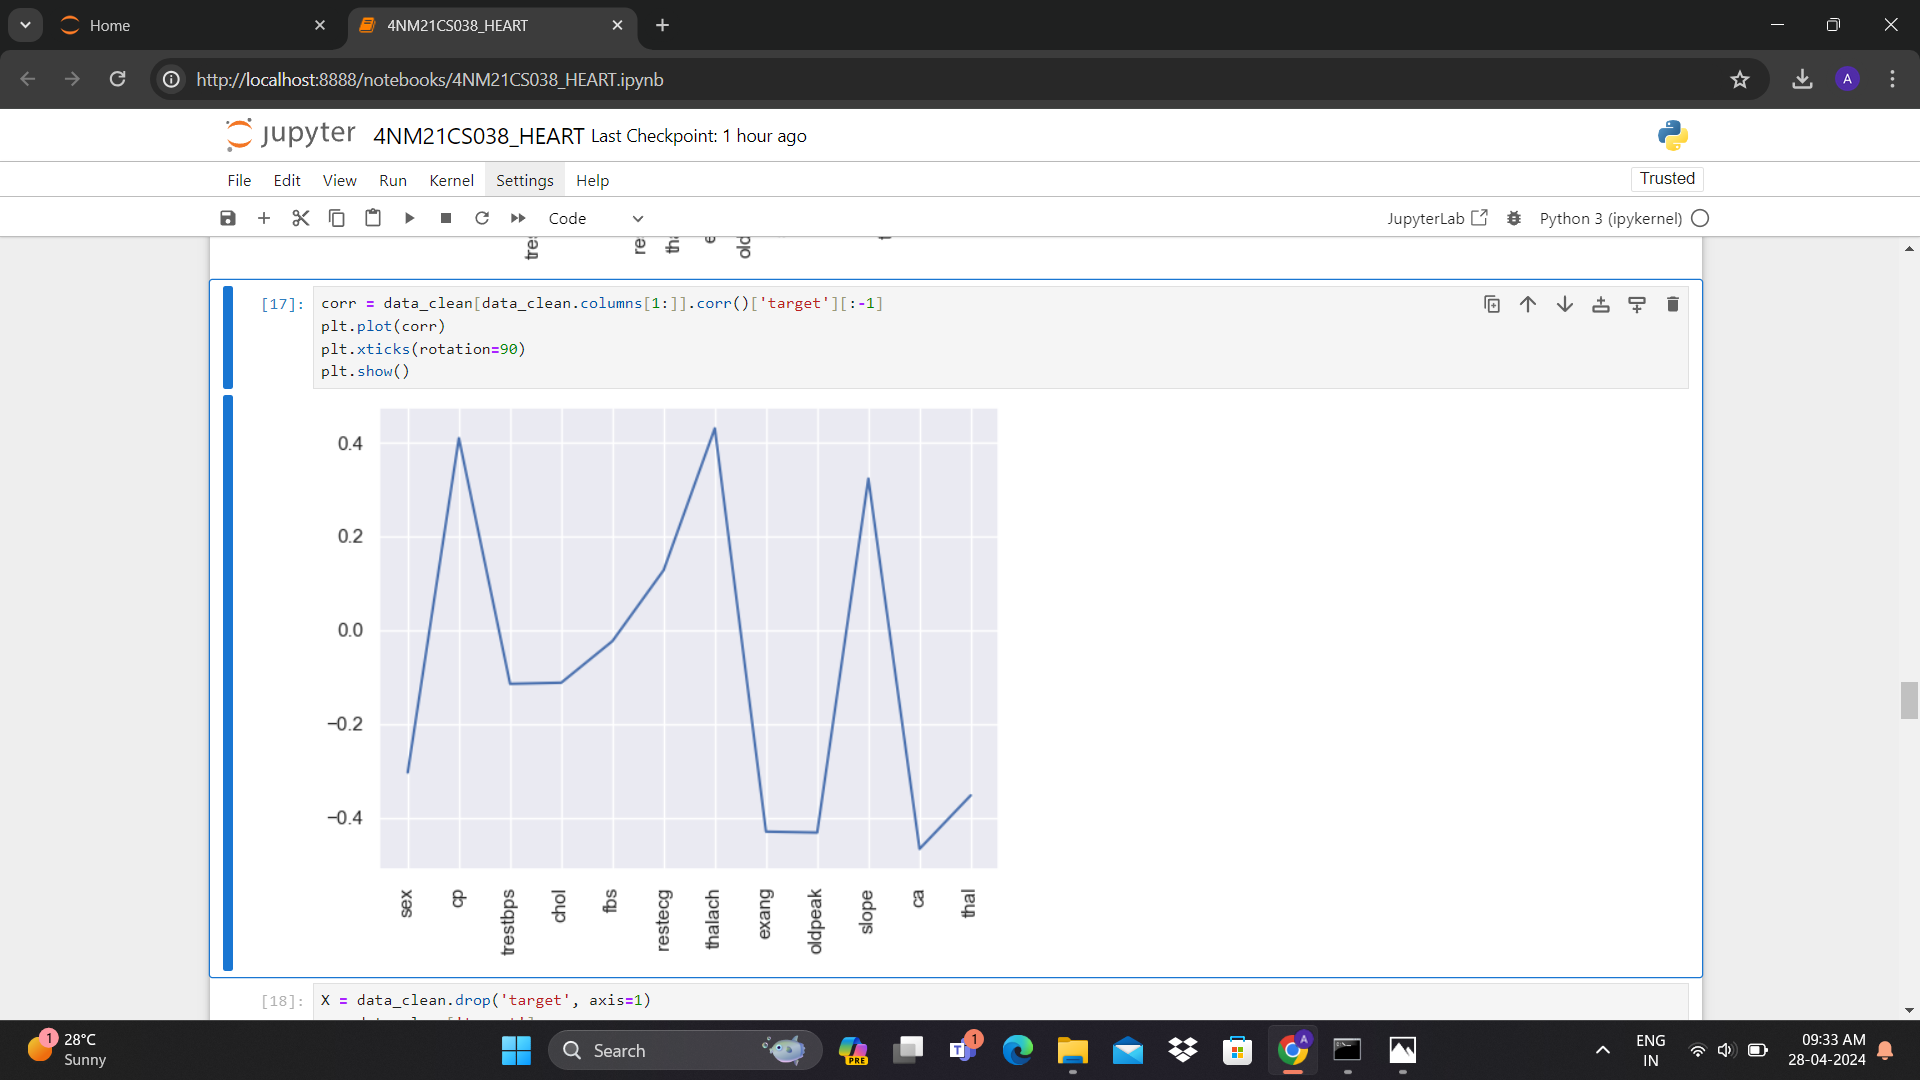 Home
4NM21CS038_HEART
http://localhost:8888/notebooks/4NM21CS038_HEART.ipynb
A
jupyter 4NM21CS038_HEART Last Checkpoint: 1 hour ago
File Edit View Run Kernel Settings Help
Trusted
Code
JupyterLab
Python 3 (ipykernel)
[17]:
corr = data_clean[data_clean.columns[1:]].corr()['target'][:-1]
plt.plot(corr)
plt.xticks(rotation=90)
plt.show()
0.4
0.2
0.0
−0.2
−0.4
sex
cp
trestbps
chol
fbs
restecg
thalach
exang
oldpeak
slope
ca
thal
[18]:
X = data_clean.drop('target', axis=1)
1
28°C
Sunny
Search
PRE
T
1
A
ENG
IN
09:33 AM
28-04-2024